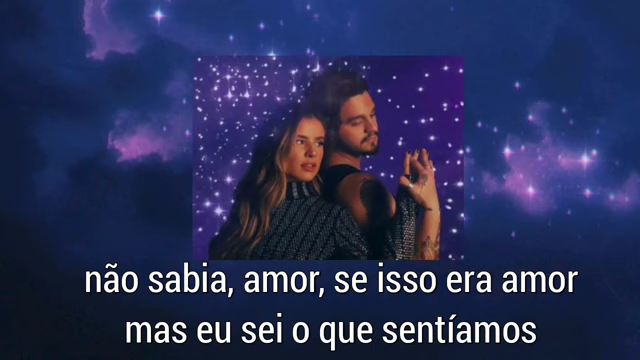 não sabia, amor, se isso era amor
mas eu sei o que sentíamos